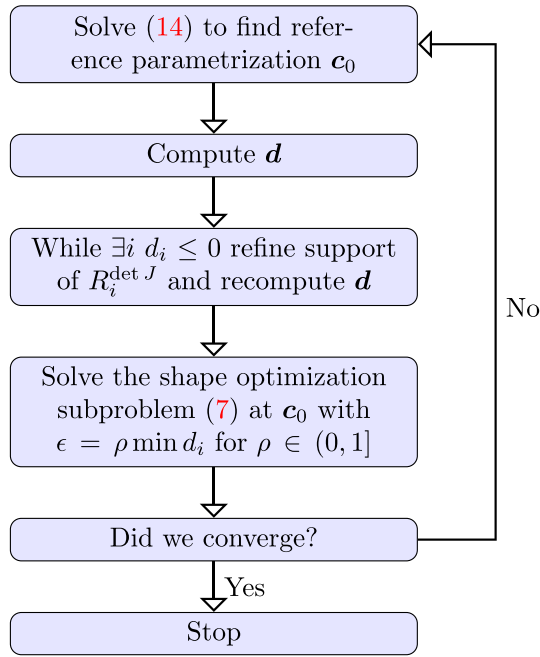 Solve (14) to find refer-
ence parametrization 𝒄₀
Compute 𝒅
While ∃i dᵢ ≤ 0 refine support
of Rᵢ^{det J} and recompute 𝒅
No
Solve the shape optimization
subproblem (7) at 𝒄₀ with
ϵ = ρ min dᵢ for ρ ∈ (0, 1]
Did we converge?
Yes
Stop